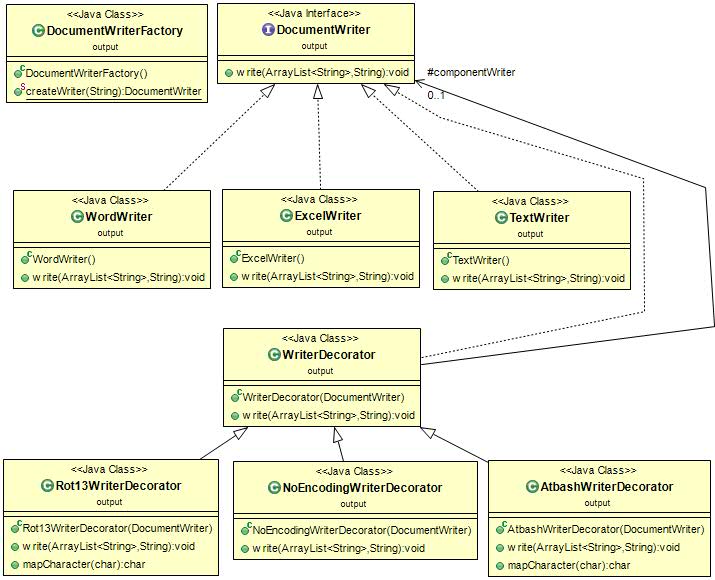 <<Java Class>>
DocumentWriterFactory
output
DocumentWriterFactory()
createWriter(String):DocumentWriter
<<Java Interface>>
DocumentWriter
output
write(ArrayList<String>,String):void
#componentWriter
0..1
<<Java Class>>
WordWriter
output
WordWriter()
write(ArrayList<String>,String):void
<<Java Class>>
ExcelWriter
output
ExcelWriter()
write(ArrayList<String>,String):void
<<Java Class>>
TextWriter
output
TextWriter()
write(ArrayList<String>,String):void
<<Java Class>>
WriterDecorator
output
WriterDecorator(DocumentWriter)
write(ArrayList<String>,String):void
<<Java Class>>
Rot13WriterDecorator
output
Rot13WriterDecorator(DocumentWriter)
write(ArrayList<String>,String):void
mapCharacter(char):char
<<Java Class>>
NoEncodingWriterDecorator
output
NoEncodingWriterDecorator(DocumentWriter)
write(ArrayList<String>,String):void
<<Java Class>>
AtbashWriterDecorator
output
AtbashWriterDecorator(DocumentWriter)
write(ArrayList<String>,String):void
mapCharacter(char):char